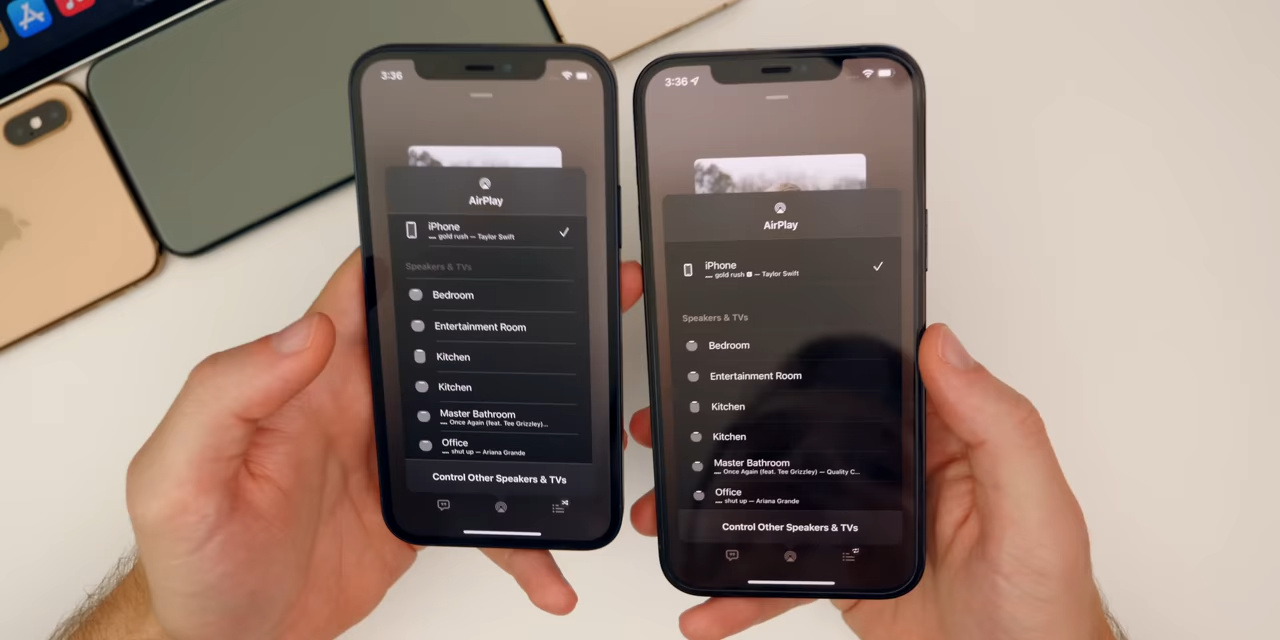 3:36
AirPlay
iPhone
gold rush — Taylor Swift
Speakers & TVs
Bedroom
Entertainment Room
Kitchen
Kitchen
Master Bathroom
Once Again (feat. Tee Grizzley)...
Office
shut up — Ariana Grande
Control Other Speakers & TVs
3:36
AirPlay
iPhone
gold rush 🅴 — Taylor Swift
Speakers & TVs
Bedroom
Entertainment Room
Kitchen
Kitchen
Master Bathroom
Once Again (feat. Tee Grizzley) — Quality C...
Office
shut up — Ariana Grande
Control Other Speakers & TVs